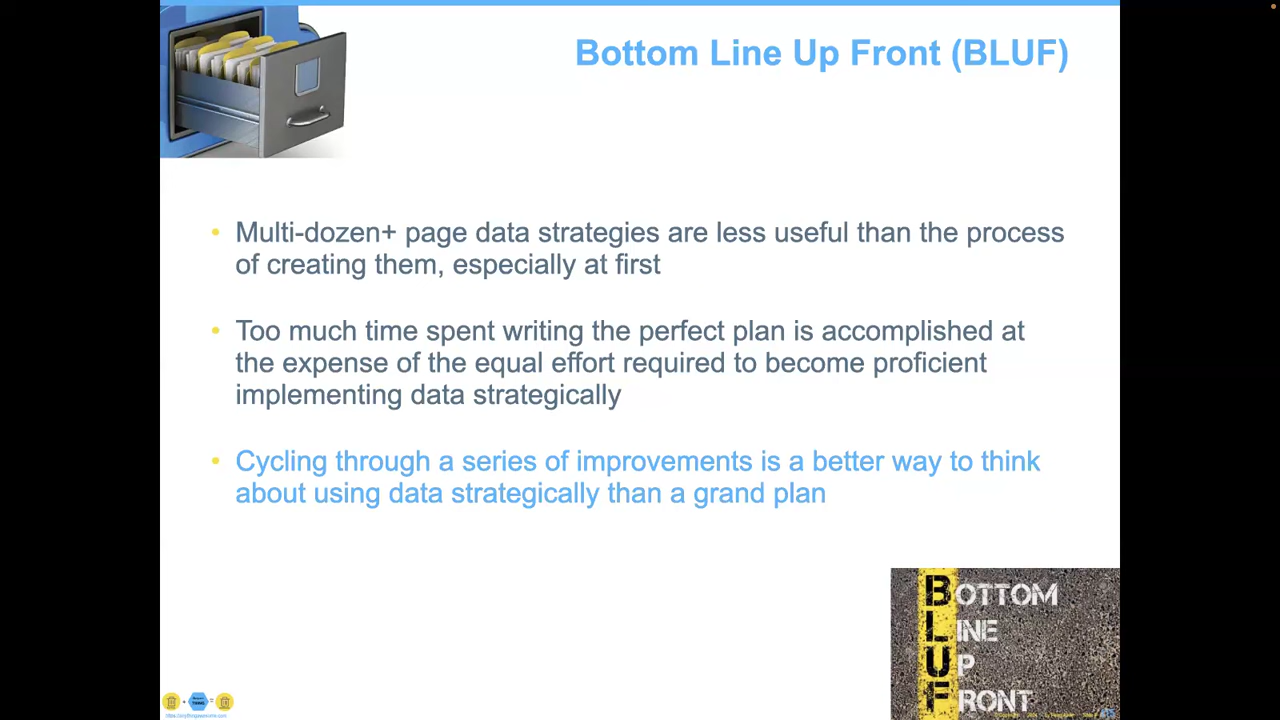 Bottom Line Up Front (BLUF)
• Multi-dozen+ page data strategies are less useful than the process
of creating them, especially at first
• Too much time spent writing the perfect plan is accomplished at
the expense of the equal effort required to become proficient
implementing data strategically
• Cycling through a series of improvements is a better way to think
about using data strategically than a grand plan
BOTTOM
LINE
UP
FRONT